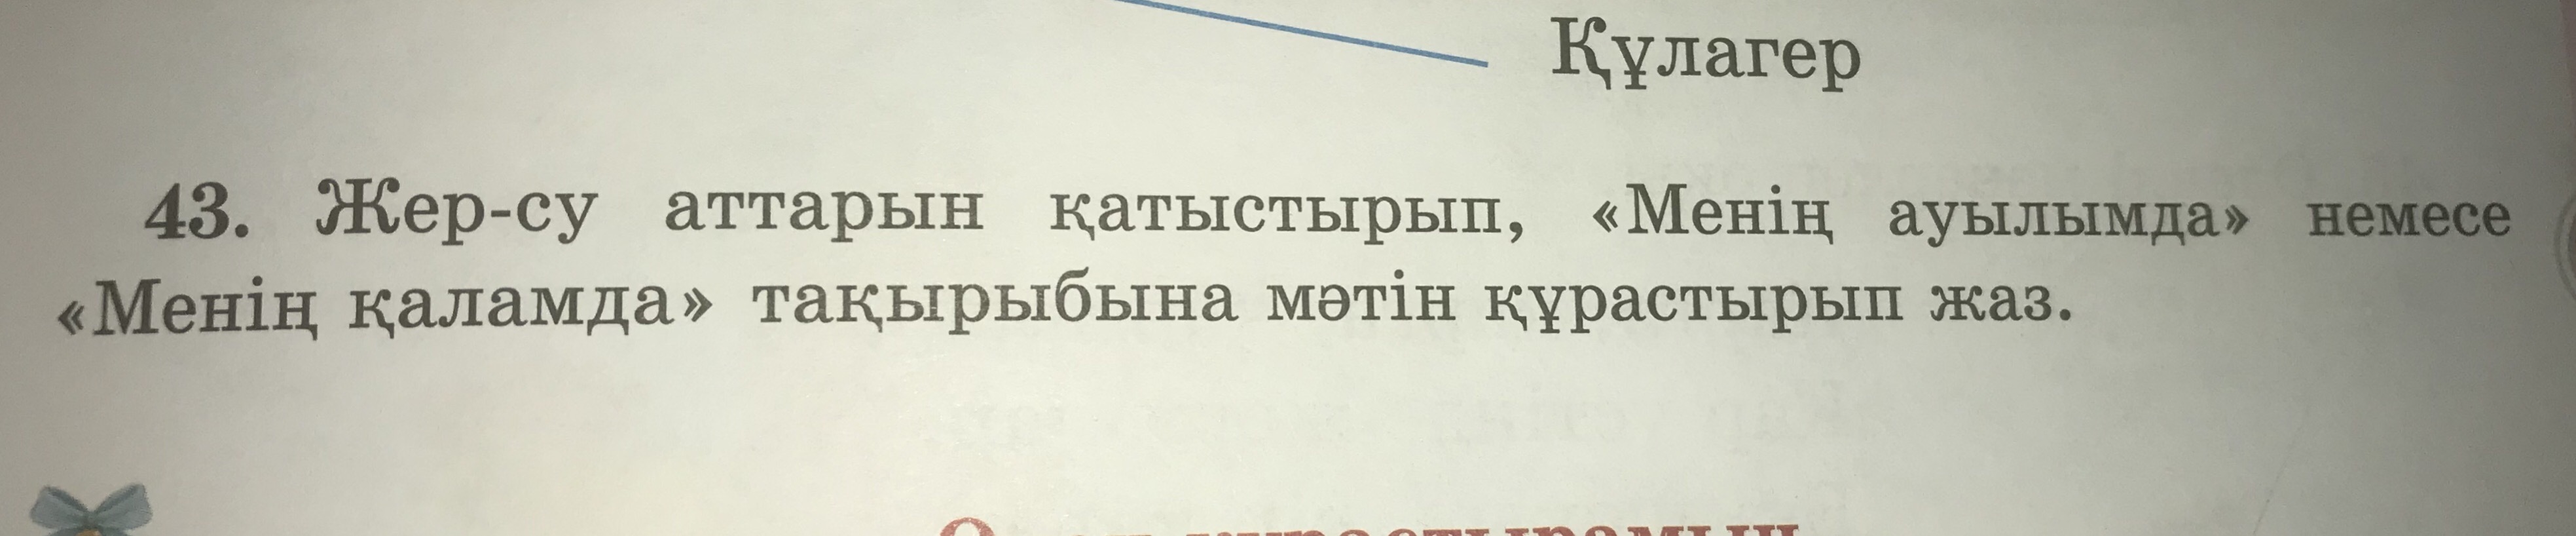 Құлагер
43. Жер-су аттарын қатыстырып, «Менің ауылымда» немесе
«Менің қаламда» тақырыбына мәтін құрастырып жаз.